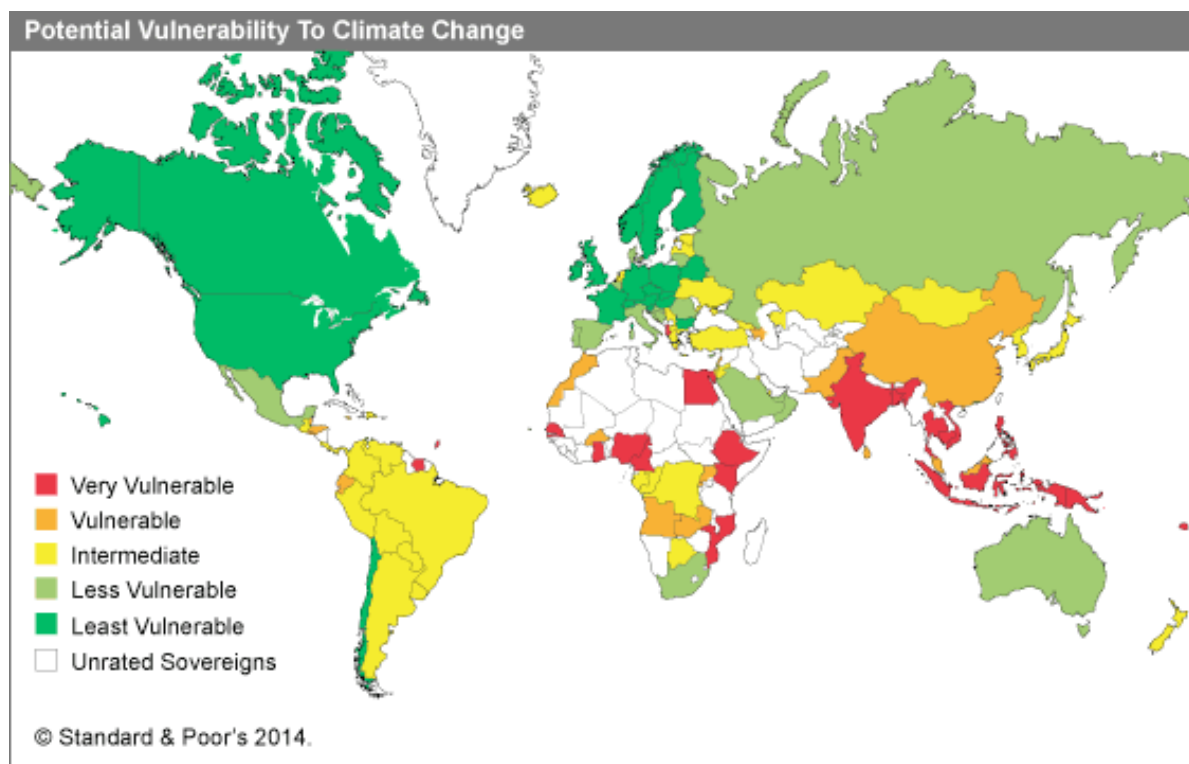 Potential Vulnerability To Climate Change
Very Vulnerable
Vulnerable
Intermediate
Less Vulnerable
Least Vulnerable
Unrated Sovereigns
© Standard & Poor's 2014.